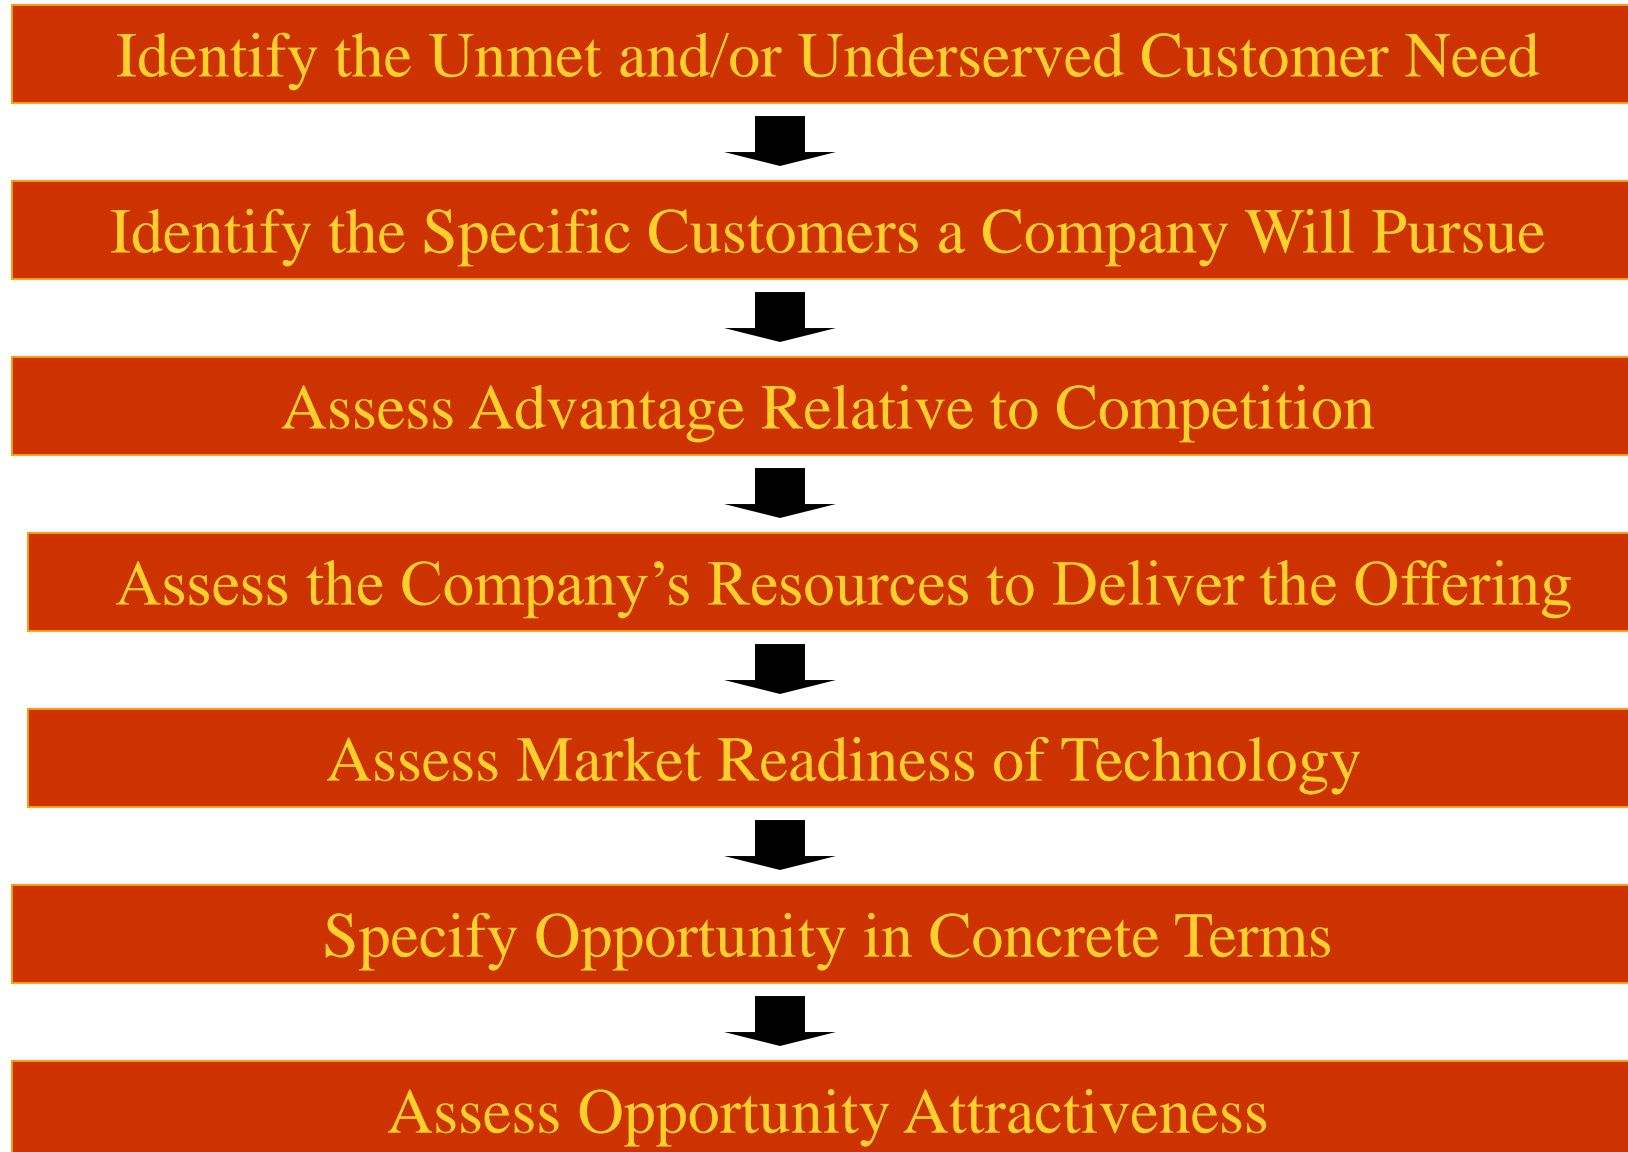 Identify the Unmet and/or Underserved Customer Need
Identify the Specific Customers a Company Will Pursue
Assess Advantage Relative to Competition
Assess the Company’s Resources to Deliver the Offering
Assess Market Readiness of Technology
Specify Opportunity in Concrete Terms
Assess Opportunity Attractiveness